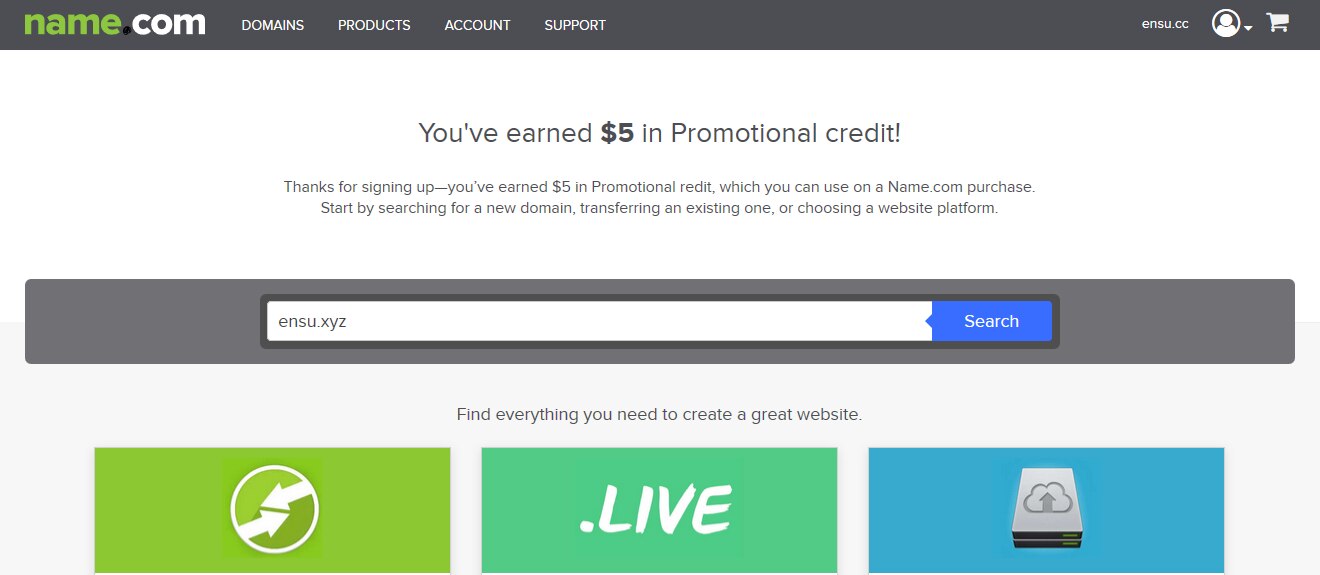 name.com DOMAINS PRODUCTS ACCOUNT SUPPORT ensu.cc
You've earned $5 in Promotional credit!
Thanks for signing up—you’ve earned $5 in Promotional redit, which you can use on a Name.com purchase.
Start by searching for a new domain, transferring an existing one, or choosing a website platform.
ensu.xyz Search
Find everything you need to create a great website.
.LIVE